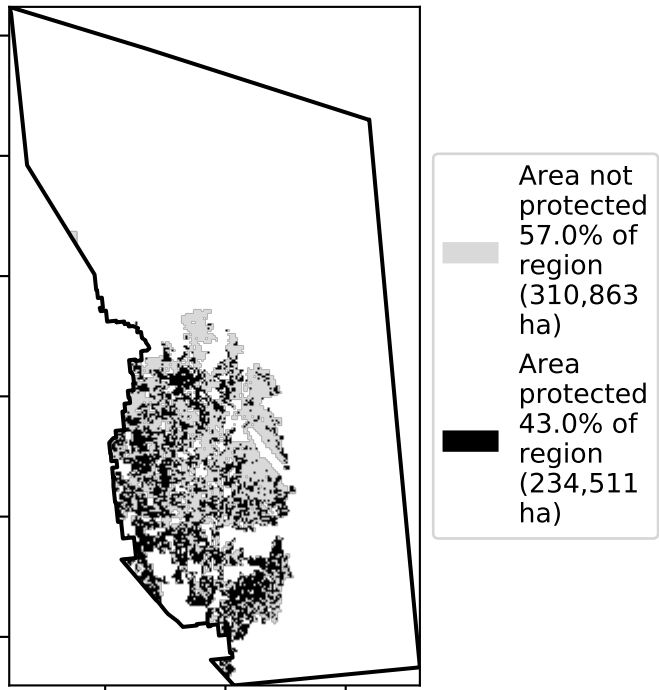 Area not
protected
57.0% of
region
(310,863
ha)
Area
protected
43.0% of
region
(234,511
ha)